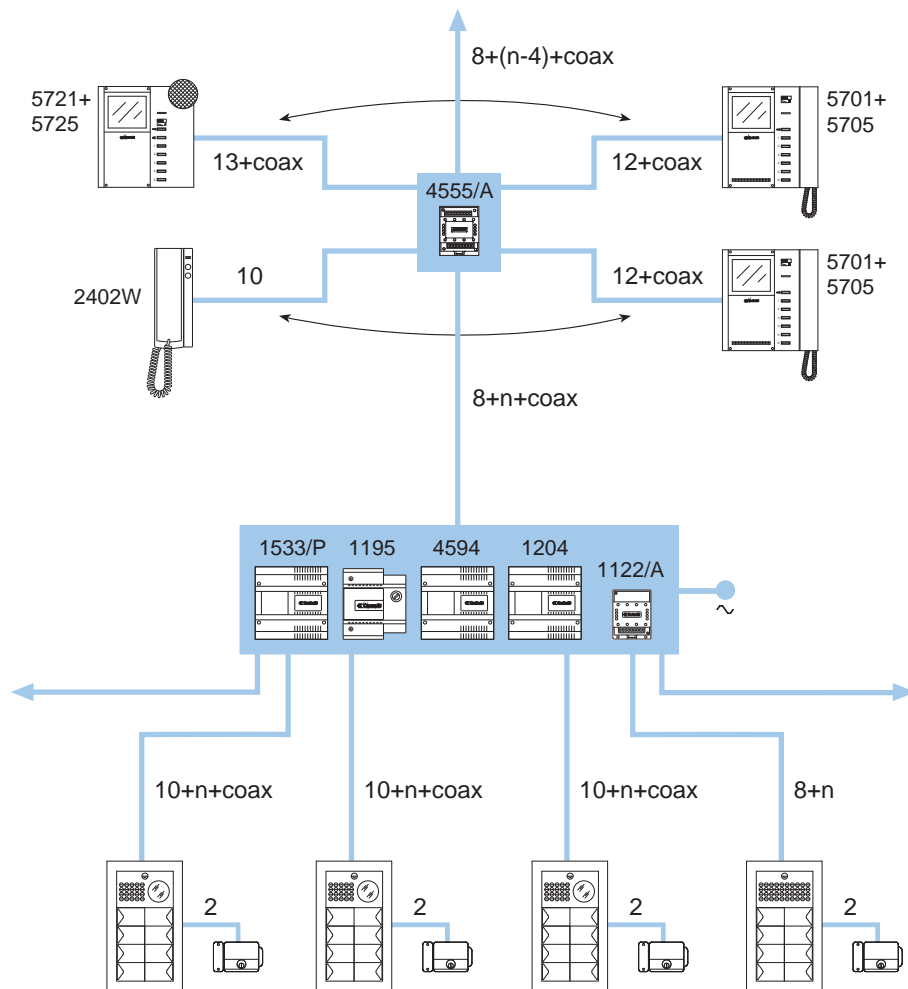 8+(n-4)+coax
5721+
5725
5701+
5705
13+coax
12+coax
4555/A
2402W
10
12+coax
5701+
5705
8+n+coax
1533/P
1195
4594
1204
1122/A
~
10+n+coax
10+n+coax
10+n+coax
8+n
2
2
2
2